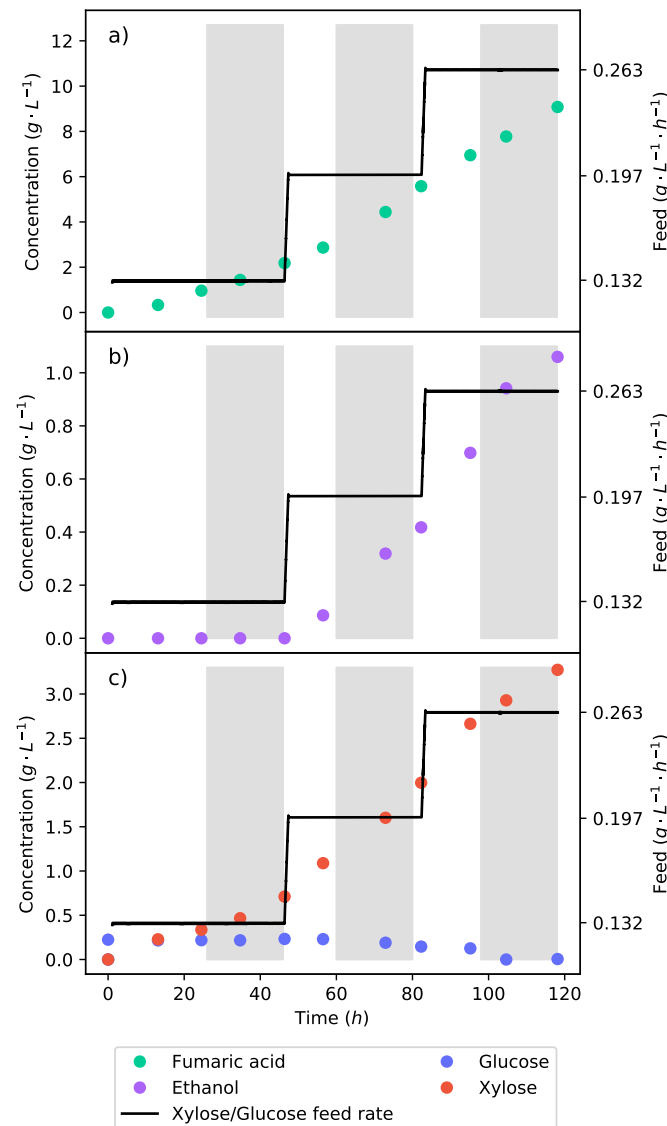 a)
12
10
8
6
4
2
0
Concentration (g · L⁻¹)
0.263
0.197
0.132
Feed (g · L⁻¹ · h⁻¹)
b)
1.0
0.8
0.6
0.4
0.2
0.0
Concentration (g · L⁻¹)
0.263
0.197
0.132
Feed (g · L⁻¹ · h⁻¹)
c)
3.0
2.5
2.0
1.5
1.0
0.5
0.0
Concentration (g · L⁻¹)
0.263
0.197
0.132
Feed (g · L⁻¹ · h⁻¹)
0 20 40 60 80 100 120
Time (h)
Fumaric acid
Ethanol
Xylose/Glucose feed rate
Glucose
Xylose